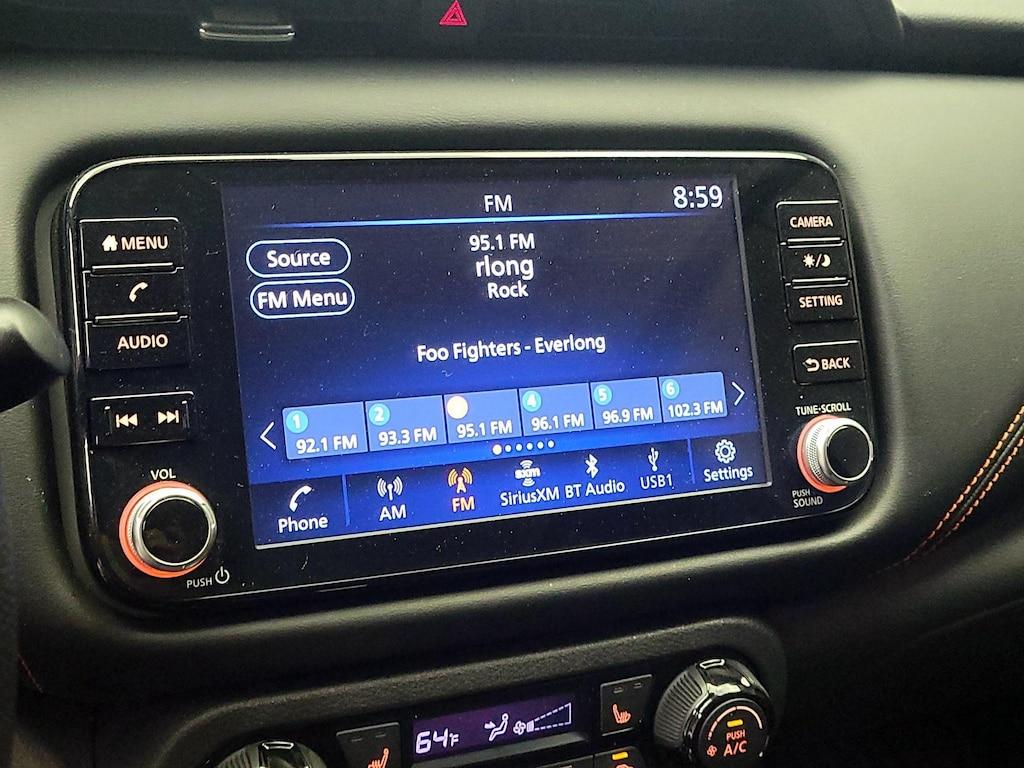 FM
8:59
MENU
AUDIO
VOL
PUSH
Source
FM Menu
95.1 FM
rlong
Rock
Foo Fighters - Everlong
1
92.1 FM
2
93.3 FM
95.1 FM
4
96.1 FM
5
96.9 FM
6
102.3 FM
Phone
AM
FM
sxm
SiriusXM
BT Audio
USB1
Settings
CAMERA
SETTING
BACK
TUNE·SCROLL
PUSH
SOUND
64°F
PUSH
A/C